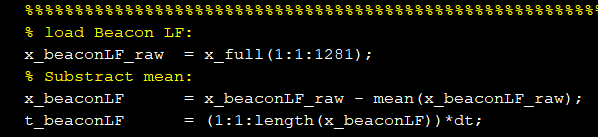 %%%%%%%%%%%%%%%%%%%%%%%%%%%%%%%%%%%%%%%%%%%%%%%%%%%%%%%%%%%
% load Beacon LF:
x_beaconLF_raw  = x_full(1:1:1281);
% Substract mean:
x_beaconLF      = x_beaconLF_raw - mean(x_beaconLF_raw);
t_beaconLF      = (1:1:length(x_beaconLF))*dt;